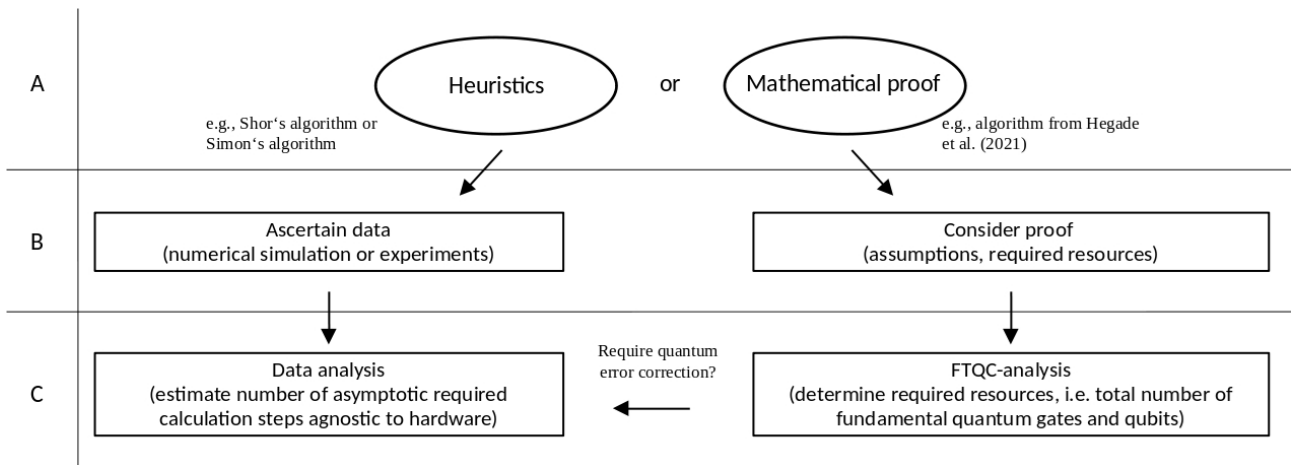 A
Heuristics
or
Mathematical proof
e.g., Shor‘s algorithm or
Simon‘s algorithm
e.g., algorithm from Hegade
et al. (2021)
B
Ascertain data
(numerical simulation or experiments)
Consider proof
(assumptions, required resources)
C
Data analysis
(estimate number of asymptotic required
calculation steps agnostic to hardware)
Require quantum
error correction?
FTQC-analysis
(determine required resources, i.e. total number of
fundamental quantum gates and qubits)